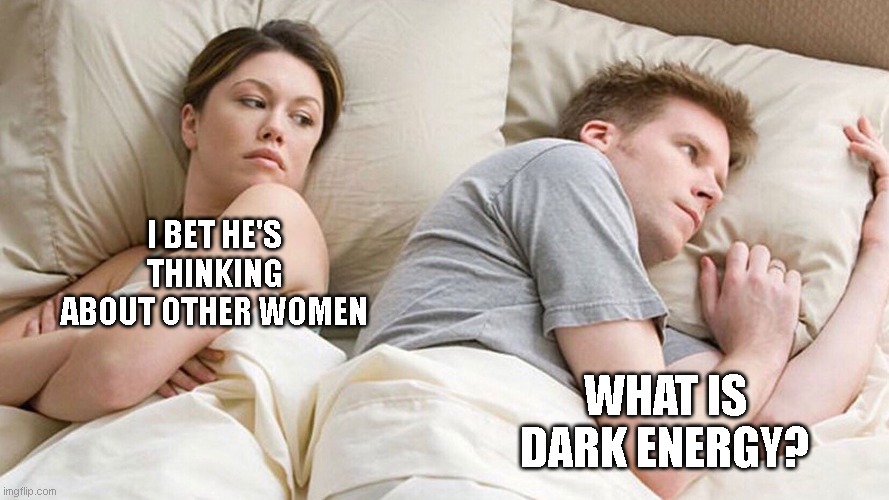 I BET HE'S
THINKING
ABOUT OTHER WOMEN
WHAT IS
DARK ENERGY?
imgflip.com